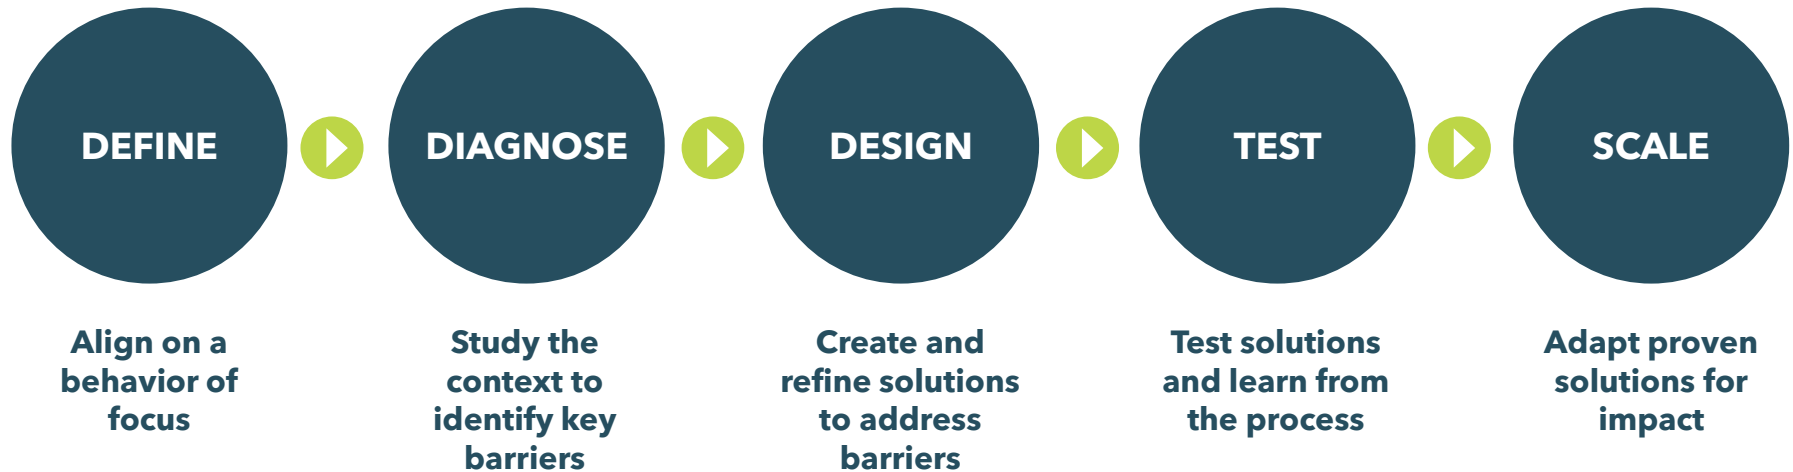 DEFINE
DIAGNOSE
DESIGN
TEST
SCALE
Align on a
behavior of
focus
Study the
context to
identify key
barriers
Create and
refine solutions
to address
barriers
Test solutions
and learn from
the process
Adapt proven
solutions for
impact